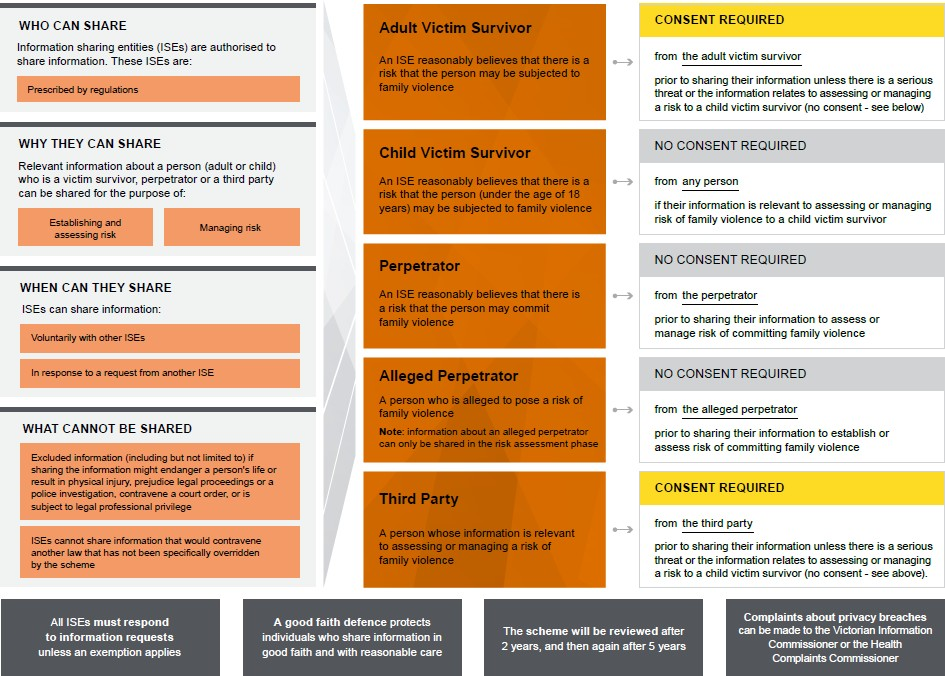 WHO CAN SHARE
Information sharing entities (ISEs) are authorised to
share information. These ISEs are:
Prescribed by regulations
WHY THEY CAN SHARE
Relevant information about a person (adult or child)
who is a victim survivor, perpetrator or a third party
can be shared for the purpose of:
Establishing and
assessing risk
Managing risk
WHEN CAN THEY SHARE
ISEs can share information:
Voluntarily with other ISEs
In response to a request from another ISE
WHAT CANNOT BE SHARED
Excluded information (including but not limited to) if
sharing the information might endanger a person's life or
result in physical injury, prejudice legal proceedings or a
police investigation, contravene a court order, or is
subject to legal professional privilege
ISEs cannot share information that would contravene
another law that has not been specifically overridden
by the scheme
Adult Victim Survivor
An ISE reasonably believes that there is a
risk that the person may be subjected to
family violence
CONSENT REQUIRED
from the adult victim survivor
prior to sharing their information unless there is a serious
threat or the information relates to assessing or managing
a risk to a child victim survivor (no consent - see below)
Child Victim Survivor
An ISE reasonably believes that there is a
risk that the person (under the age of 18
years) may be subjected to family violence
NO CONSENT REQUIRED
from any person
if their information is relevant to assessing or managing
risk of family violence to a child victim survivor
Perpetrator
An ISE reasonably believes that there is
a risk that the person may commit
family violence
NO CONSENT REQUIRED
from the perpetrator
prior to sharing their information to assess or
manage risk of committing family violence
Alleged Perpetrator
A person who is alleged to pose a risk of
family violence
Note: information about an alleged perpetrator
can only be shared in the risk assessment phase
NO CONSENT REQUIRED
from the alleged perpetrator
prior to sharing their information to establish or
assess risk of committing family violence
Third Party
A person whose information is relevant
to assessing or managing a risk of
family violence
CONSENT REQUIRED
from the third party
prior to sharing their information unless there is a serious
threat or the information relates to assessing or managing
a risk to a child victim survivor (no consent - see above).
All ISEs must respond
to information requests
unless an exemption applies
A good faith defence protects
individuals who share information in
good faith and with reasonable care
The scheme will be reviewed after
2 years, and then again after 5 years
Complaints about privacy breaches
can be made to the Victorian Information
Commissioner or the Health
Complaints Commissioner